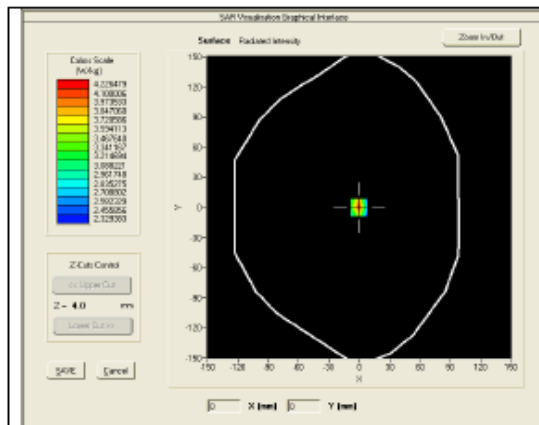 SAR Visualisation Graphical Interface
Surface Radiated Intensity
Zoom In/Out
Colors Scale
(W/kg)
4.226479
4.100006
3.973533
3.847060
3.720586
3.594113
3.467640
3.341167
3.214694
3.088221
2.961748
2.835275
2.708802
2.582329
2.455856
2.329383
Z-Cuts Control
<< Upper Cut
Z = 4.0 mm
Lower Cut >>
SAVE Cancel
150
120
90
60
30
0
-30
-60
-90
-120
-150
Y
-150 -120 -90 -60 -30 0 30 60 90 120 150
X
0 X (mm) 0 Y (mm)